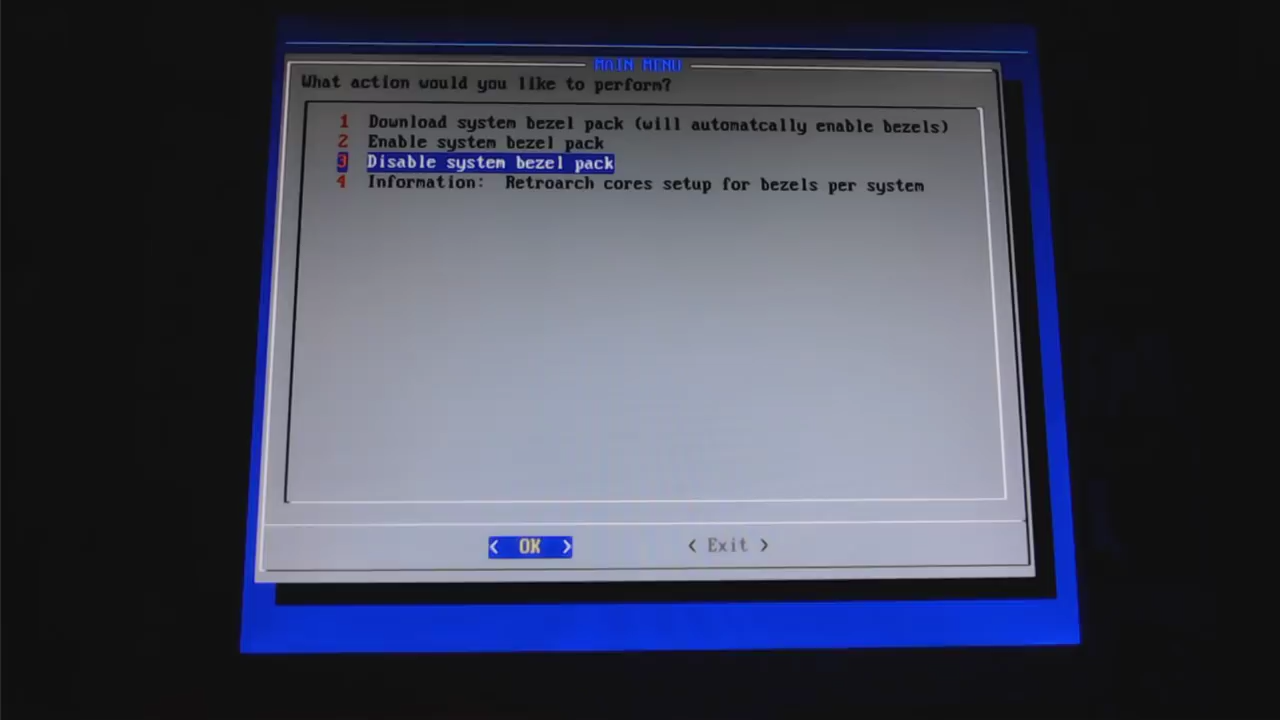 MAIN MENU
What action would you like to perform?
1 Download system bezel pack (will automatcally enable bezels)
2 Enable system bezel pack
3 Disable system bezel pack
4 Information: Retroarch cores setup for bezels per system
< OK > < Exit >